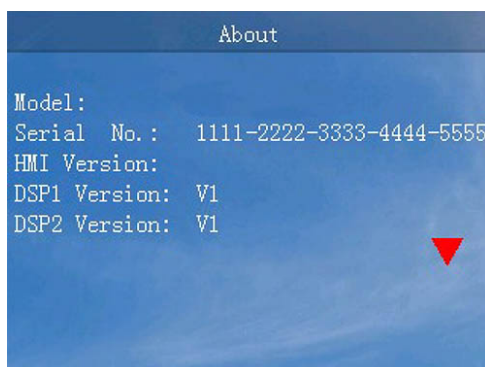 About
Model:
Serial No.: 1111-2222-3333-4444-5555
HMI Version:
DSP1 Version: V1
DSP2 Version: V1